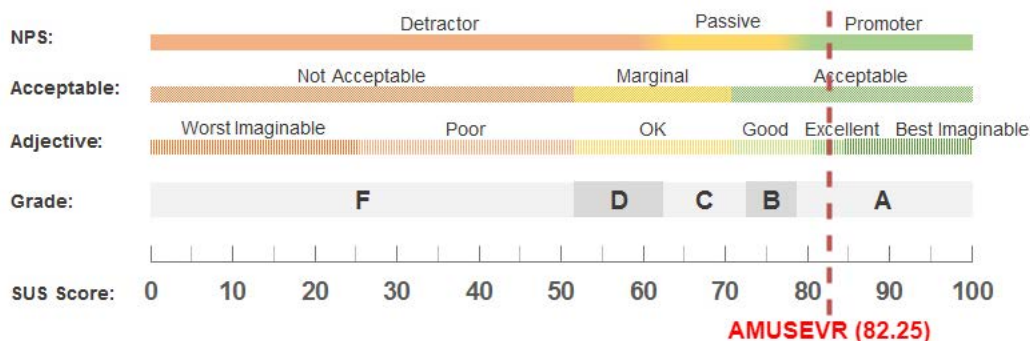 NPS: Detractor Passive Promoter
Acceptable: Not Acceptable Marginal Acceptable
Adjective: Worst Imaginable Poor OK Good Excellent Best Imaginable
Grade: F D C B A
SUS Score: 0 10 20 30 40 50 60 70 80 90 100
AMUSEVR (82.25)